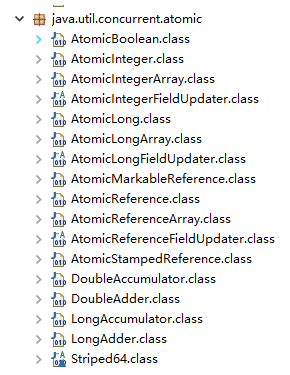 java.util.concurrent.atomic
AtomicBoolean.class
AtomicInteger.class
AtomicIntegerArray.class
AtomicIntegerFieldUpdater.class
AtomicLong.class
AtomicLongArray.class
AtomicLongFieldUpdater.class
AtomicMarkableReference.class
AtomicReference.class
AtomicReferenceArray.class
AtomicReferenceFieldUpdater.class
AtomicStampedReference.class
DoubleAccumulator.class
DoubleAdder.class
LongAccumulator.class
LongAdder.class
Striped64.class